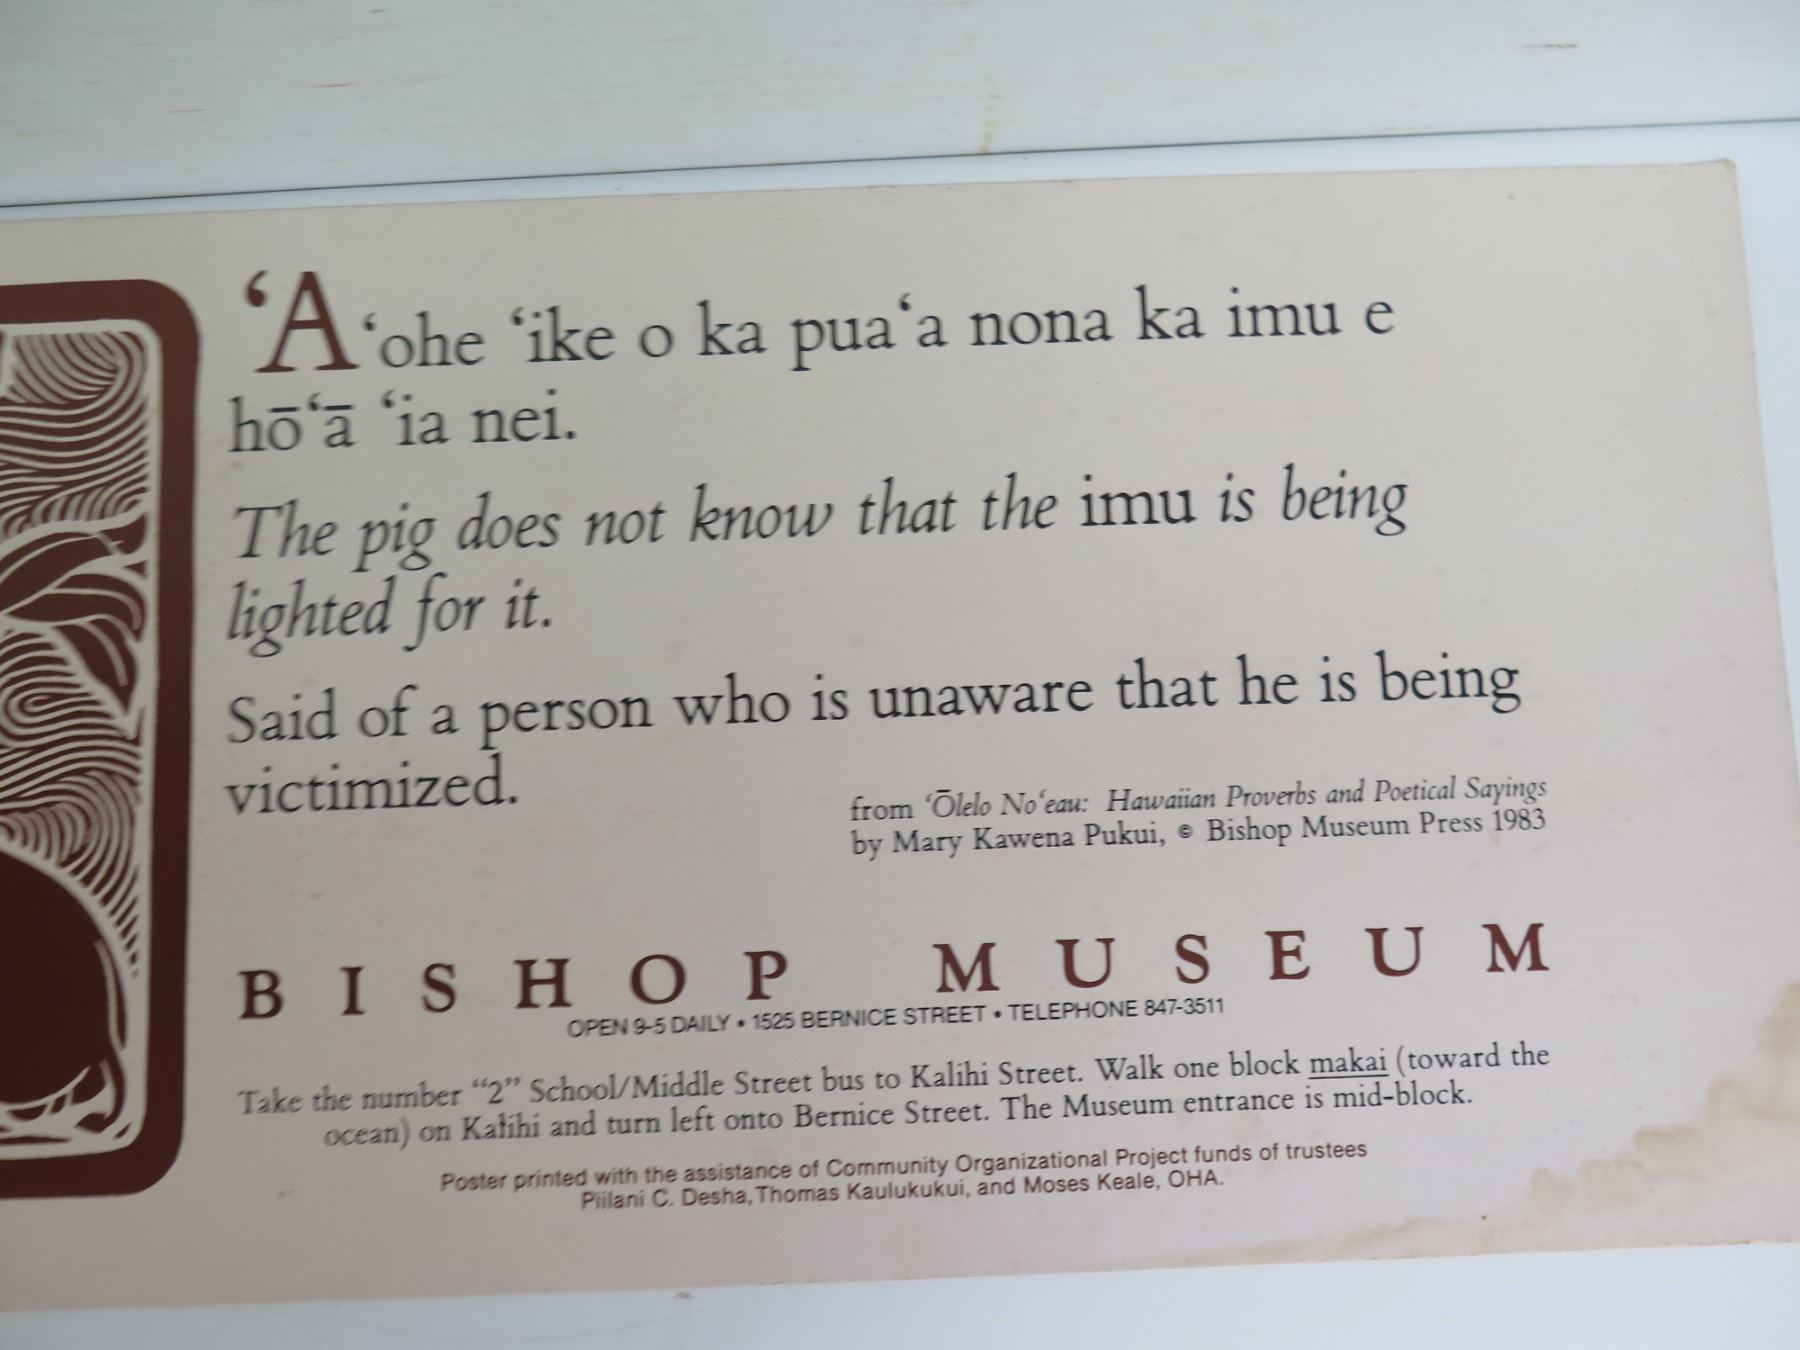 ʻAʻohe ʻike o ka puaʻa nona ka imu e
hōʻā ʻia nei.
The pig does not know that the imu is being
lighted for it.
Said of a person who is unaware that he is being
victimized.
from ʻŌlelo Noʻeau: Hawaiian Proverbs and Poetical Sayings
by Mary Kawena Pukui, © Bishop Museum Press 1983
BISHOP MUSEUM
OPEN 9-5 DAILY • 1525 BERNICE STREET • TELEPHONE 847-3511
Take the number “2” School/Middle Street bus to Kalihi Street. Walk one block makai (toward the
ocean) on Kalihi and turn left onto Bernice Street. The Museum entrance is mid-block.
Poster printed with the assistance of Community Organizational Project funds of trustees
Piilani C. Desha, Thomas Kaulukukui, and Moses Keale, OHA.